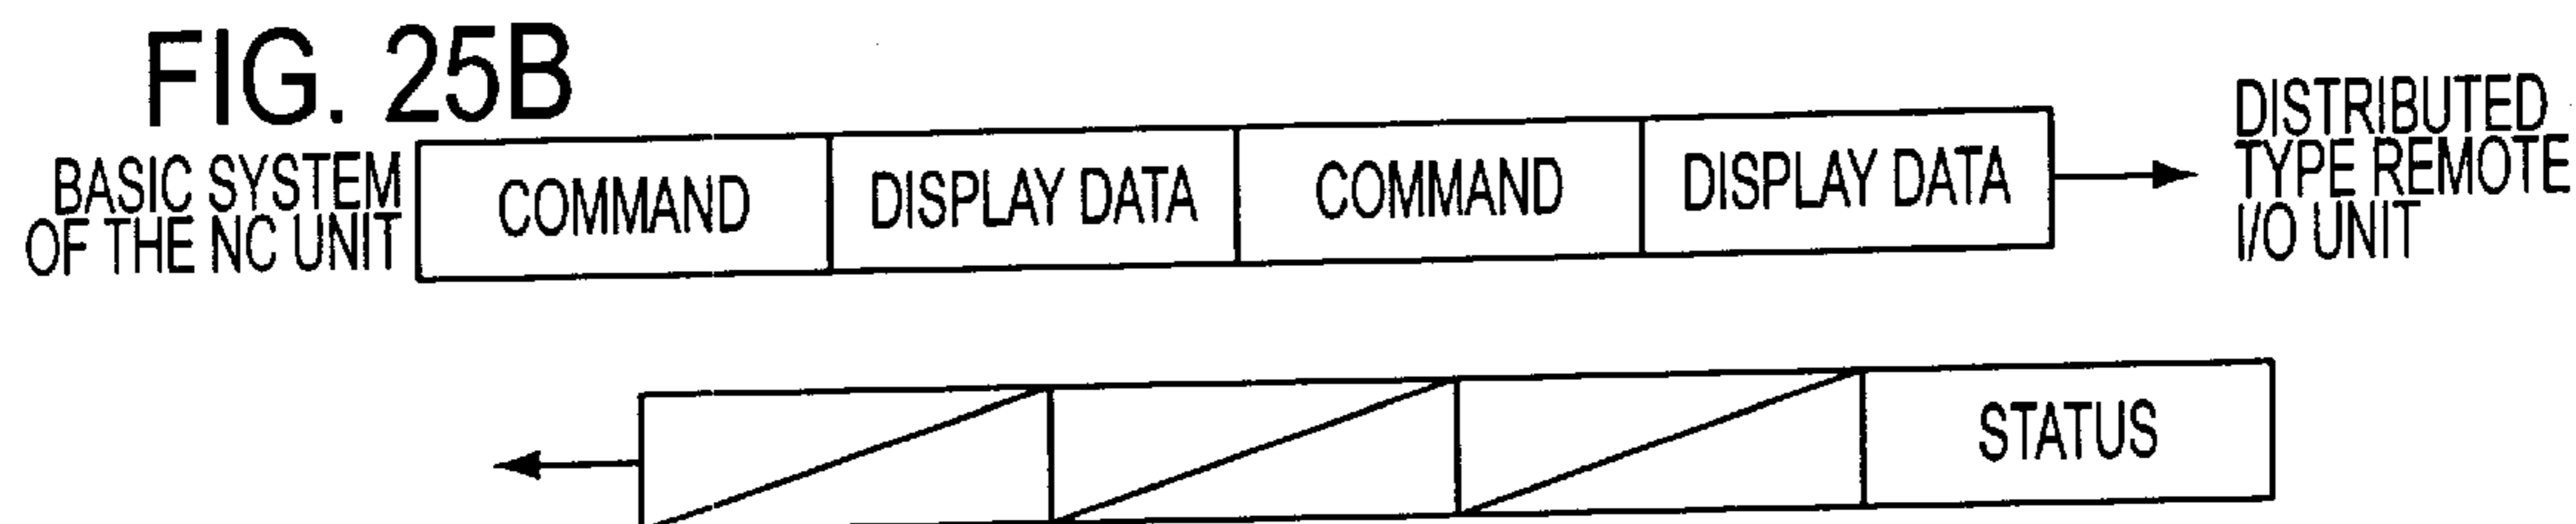 FIG. 25B
BASIC SYSTEM
OF THE NC UNIT
COMMAND
DISPLAY DATA
COMMAND
DISPLAY DATA
DISTRIBUTED
TYPE REMOTE
I/O UNIT
STATUS